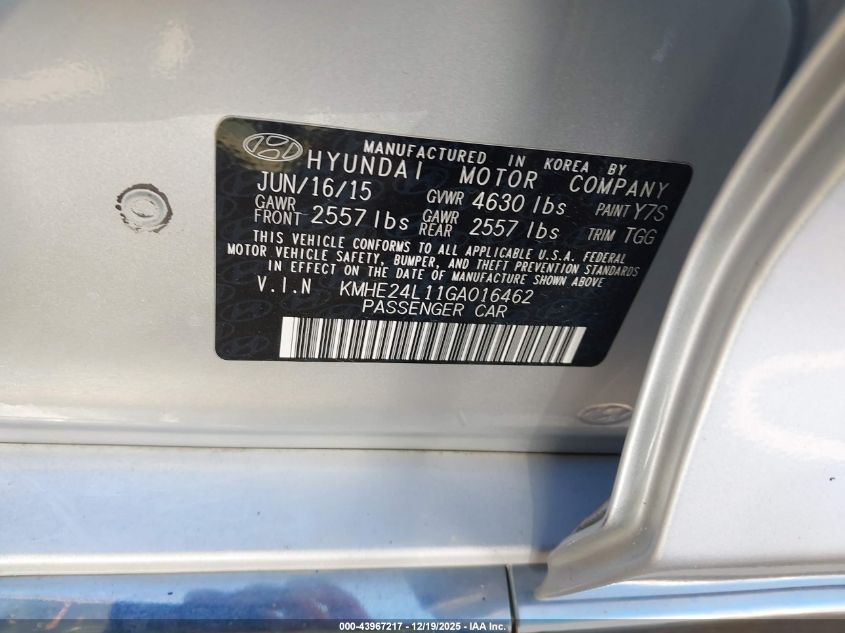 MANUFACTURED IN KOREA BY
HYUNDAI MOTOR COMPANY
JUN/16/15 GVWR 4630 lbs PAINT Y7S
GAWR FRONT 2557 lbs GAWR REAR 2557 lbs TRIM TGG
THIS VEHICLE CONFORMS TO ALL APPLICABLE U.S.A. FEDERAL
MOTOR VEHICLE SAFETY, BUMPER, AND THEFT PREVENTION STANDARDS
IN EFFECT ON THE DATE OF MANUFACTURE SHOWN ABOVE.
V.I.N KMHE24L11GA016462
PASSENGER CAR
000-43967217 - 12/19/2025 - IAA Inc.